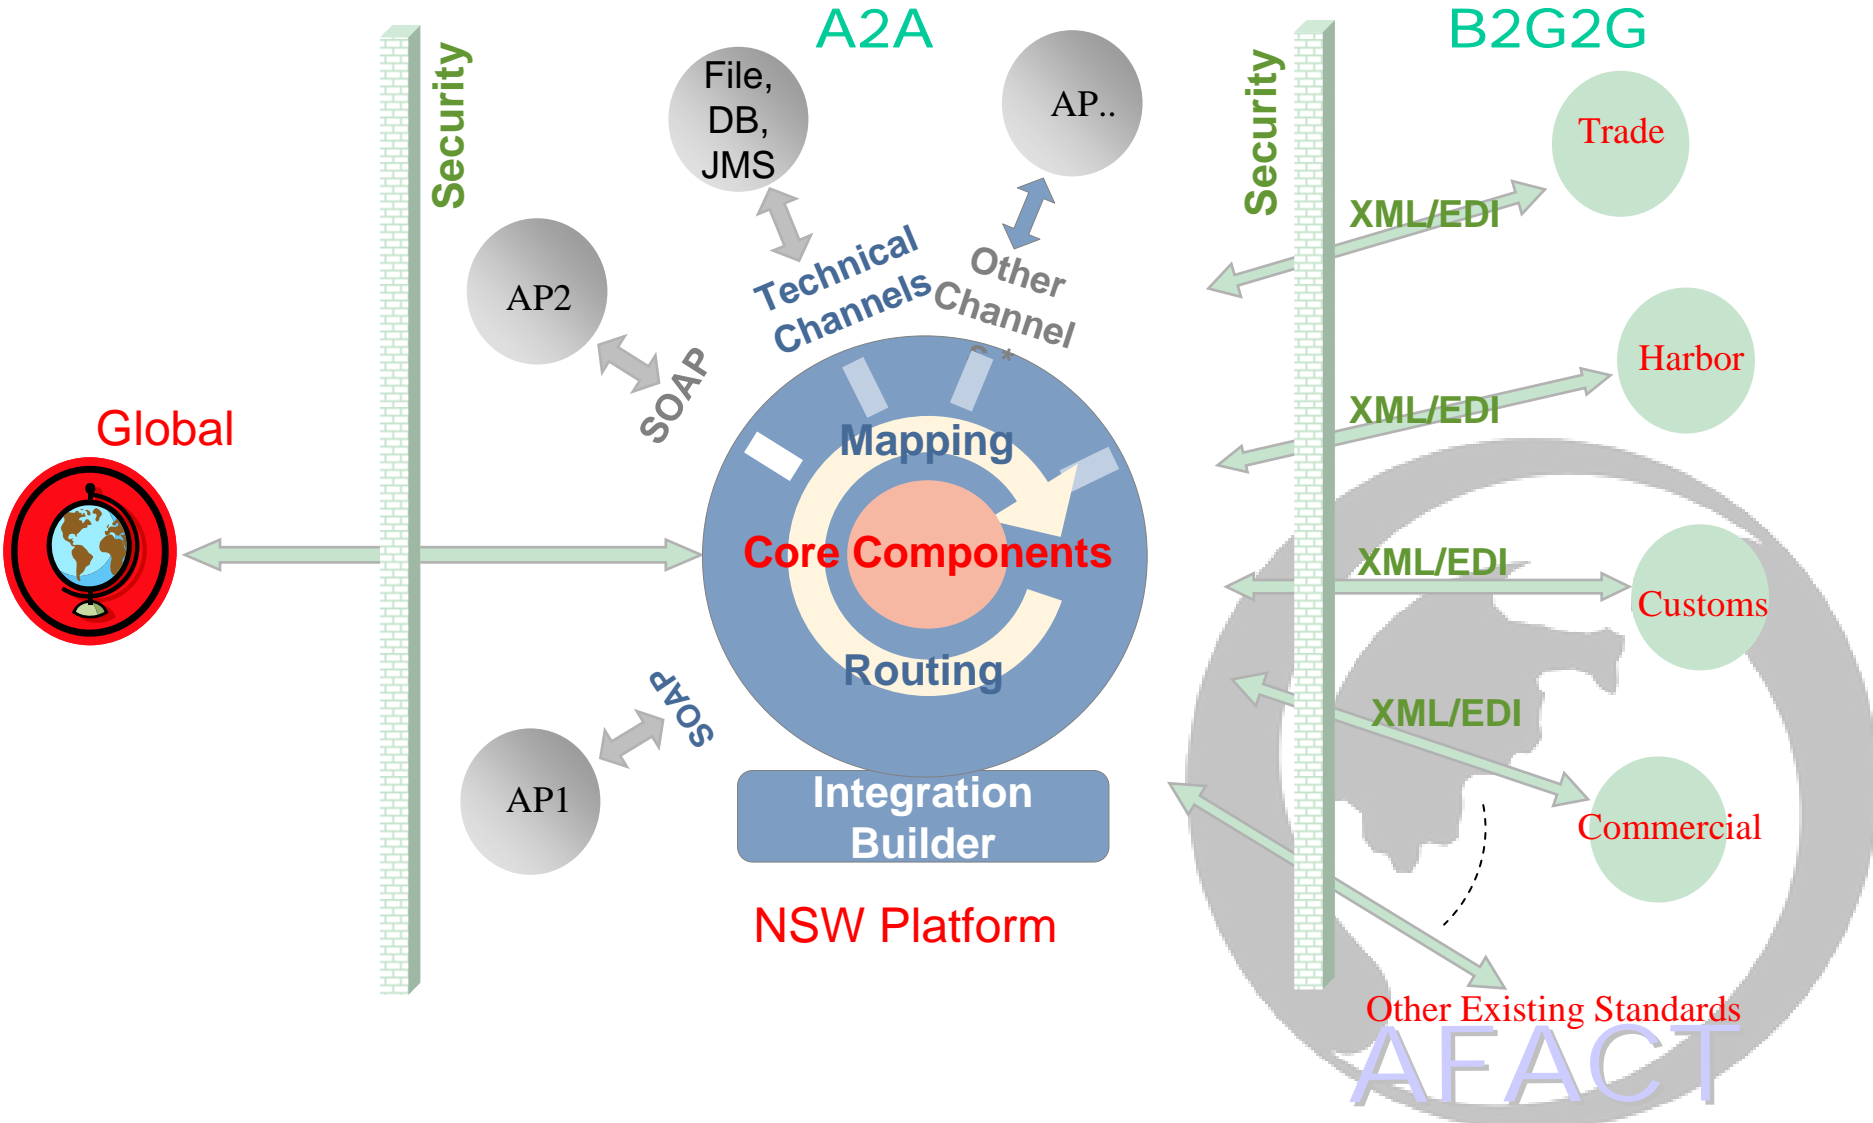 A2A
B2G2G
Security
File,
DB,
JMS
AP..
Security
Trade
XML/EDI
AP2
Technical
Channels
Other
Channel
*
SOAP
Harbor
XML/EDI
Global
Mapping
Core Components
Routing
XML/EDI
Customs
SOAP
XML/EDI
AP1
Integration
Builder
Commercial
NSW Platform
Other Existing Standards
AFACT